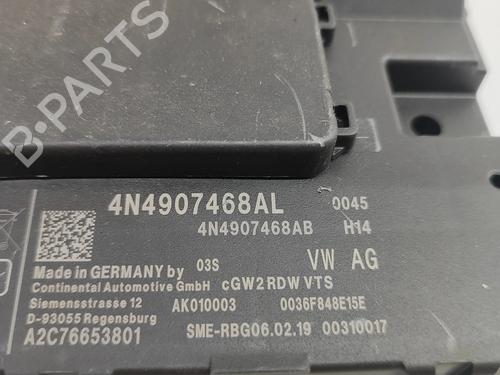 B-PARTS
4N4907468AL 0045
4N4907468AB H14
Made in GERMANY by 03S VW AG
Continental Automotive GmbH cGW2 RDW VTS
Siemensstrasse 12 AK010003 0036F848E15E
D-93055 Regensburg
A2C76653801 SME-RBG06.02.19 00310017